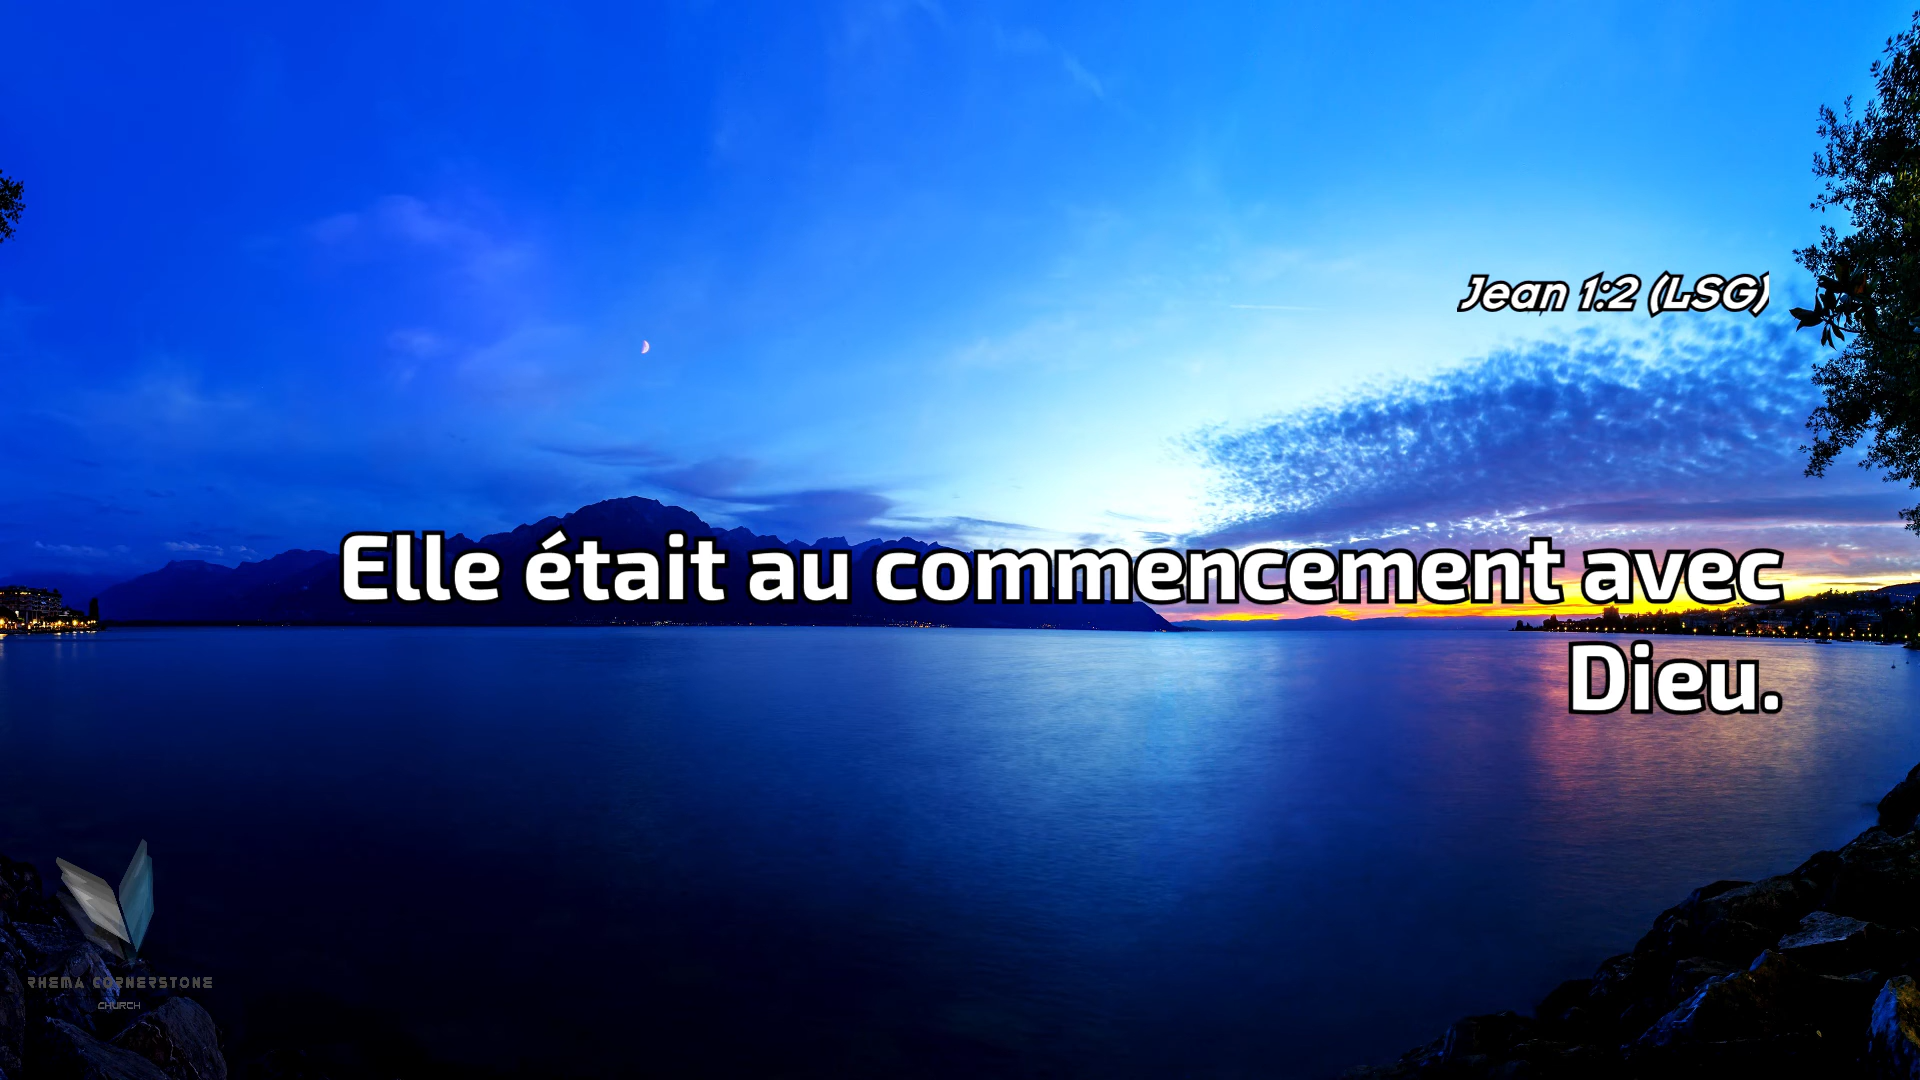 Jean 1:2 (LSG)
Elle était au commencement avec
Dieu.
RHEMA CORNERSTONE
CHURCH